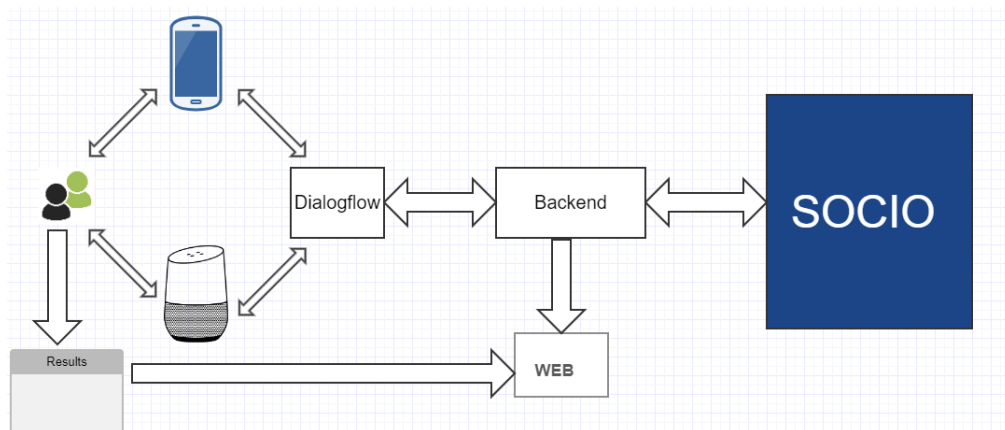 Dialogflow
Backend
SOCIO
Results
WEB